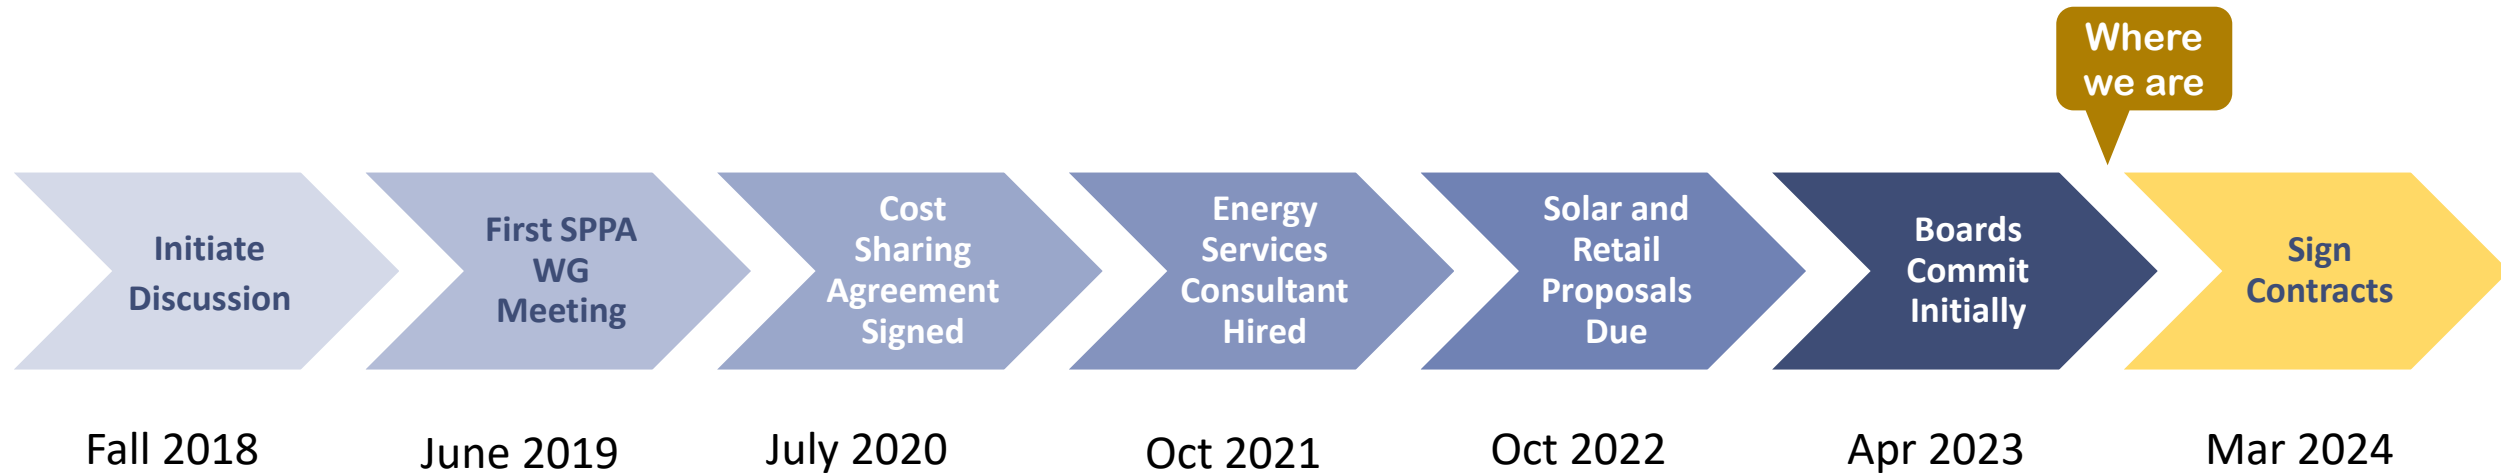 Where
we are
Initiate
Discussion
First SPPA
WG
Meeting
Cost
Sharing
Agreement
Signed
Energy
Services
Consultant
Hired
Solar and
Retail
Proposals
Due
Boards
Commit
Initially
Sign
Contracts
Fall 2018
June 2019
July 2020
Oct 2021
Oct 2022
Apr 2023
Mar 2024